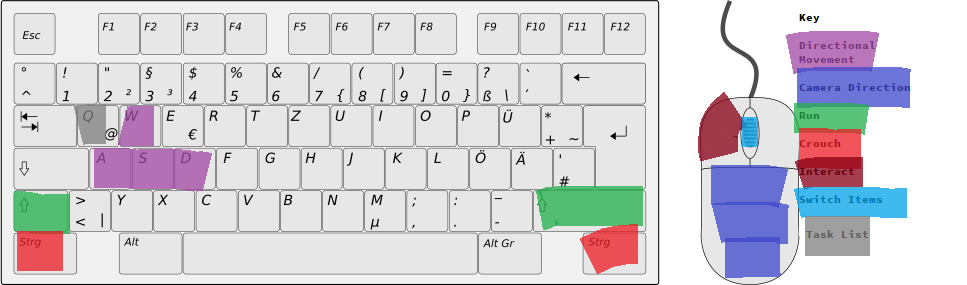 Esc F1 F2 F3 F4 F5 F6 F7 F8 F9 F10 F11 F12
° ! " § $ % & / ( ) = ? `
^ 1 2 ² 3 ³ 4 5 6 7 { 8 [ 9 ] 0 } ß \ ´ ←
Q W E R T Z U I O P Ü *
@ € + ~
A S D F G H J K L Ö Ä '
#
> Y X C V B N M ; : _
< | µ , . -
Strg Alt Alt Gr Strg
Key
Directional
Movement
Camera Direction
Run
Crouch
Interact
Switch Items
Task List